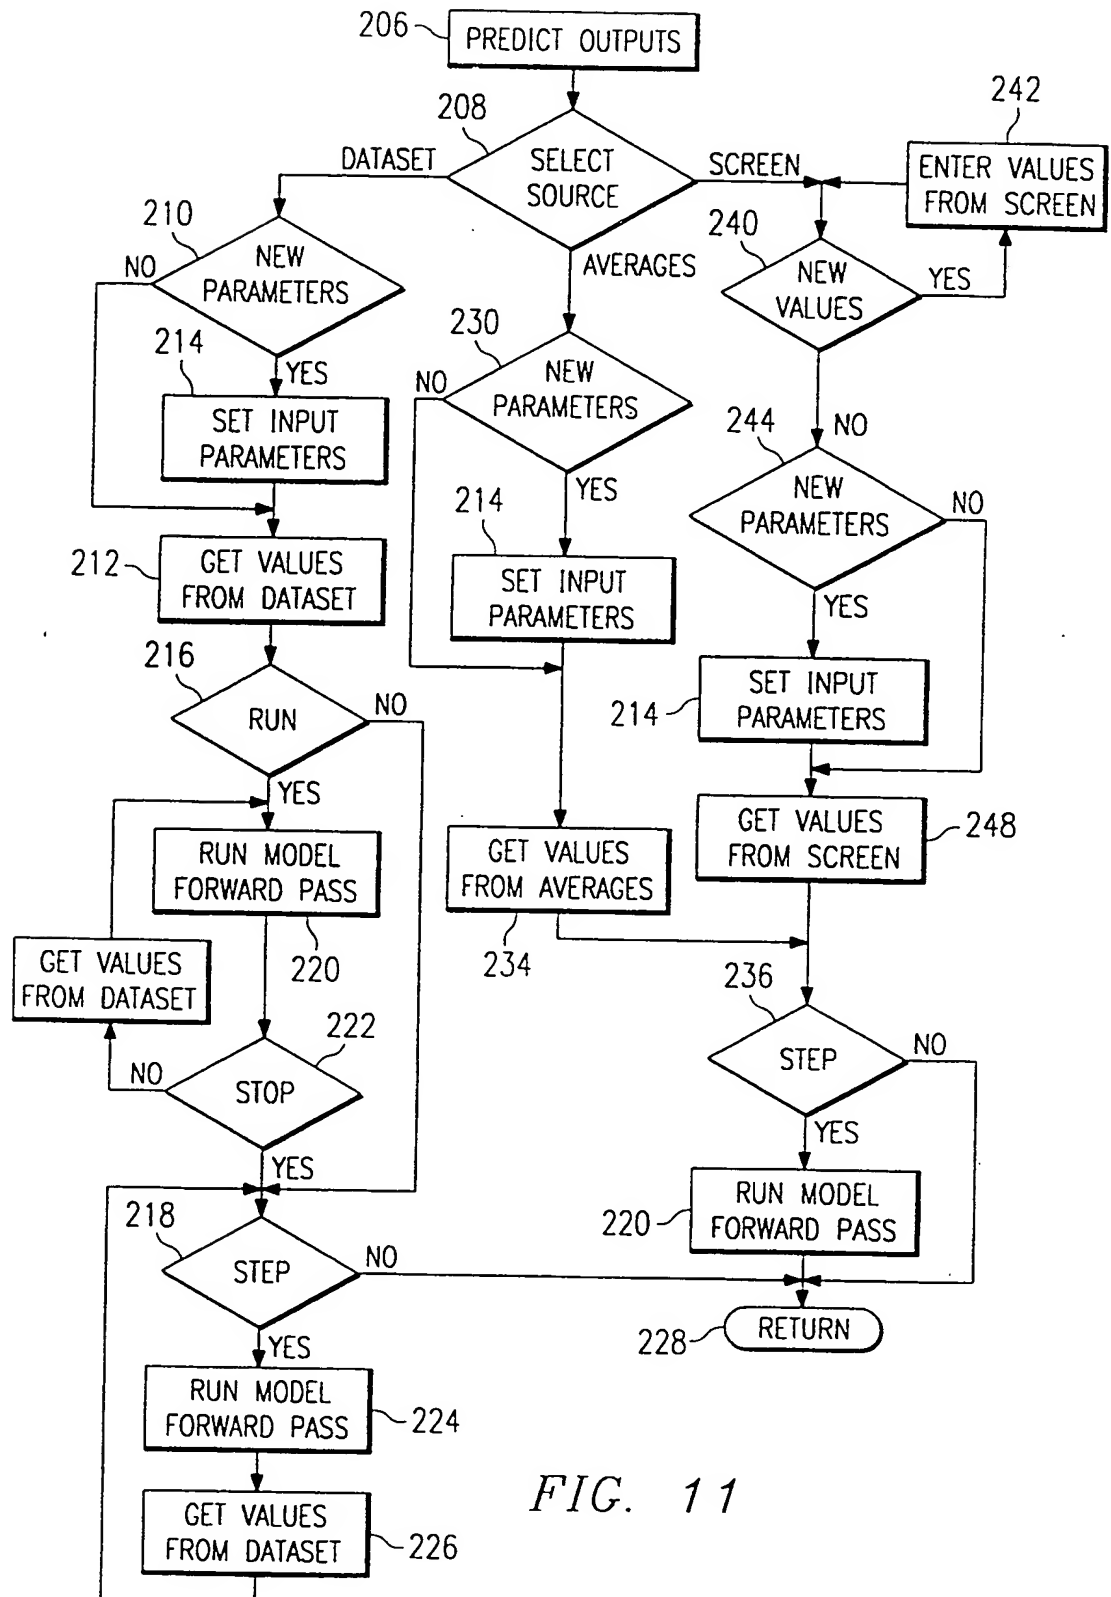 206
PREDICT OUTPUTS
208
SELECT
SOURCE
DATASET
SCREEN
AVERAGES
242
ENTER VALUES
FROM SCREEN
210
NEW
PARAMETERS
NO
YES
214
SET INPUT
PARAMETERS
212
GET VALUES
FROM DATASET
216
RUN
NO
YES
RUN MODEL
FORWARD PASS
220
GET VALUES
FROM DATASET
222
STOP
NO
YES
218
STEP
NO
YES
RUN MODEL
FORWARD PASS
224
GET VALUES
FROM DATASET
226
230
NEW
PARAMETERS
NO
YES
214
SET INPUT
PARAMETERS
GET VALUES
FROM AVERAGES
234
240
NEW
VALUES
YES
NO
244
NEW
PARAMETERS
NO
YES
214
SET INPUT
PARAMETERS
GET VALUES
FROM SCREEN
248
236
STEP
NO
YES
220
RUN MODEL
FORWARD PASS
228
RETURN
FIG. 11